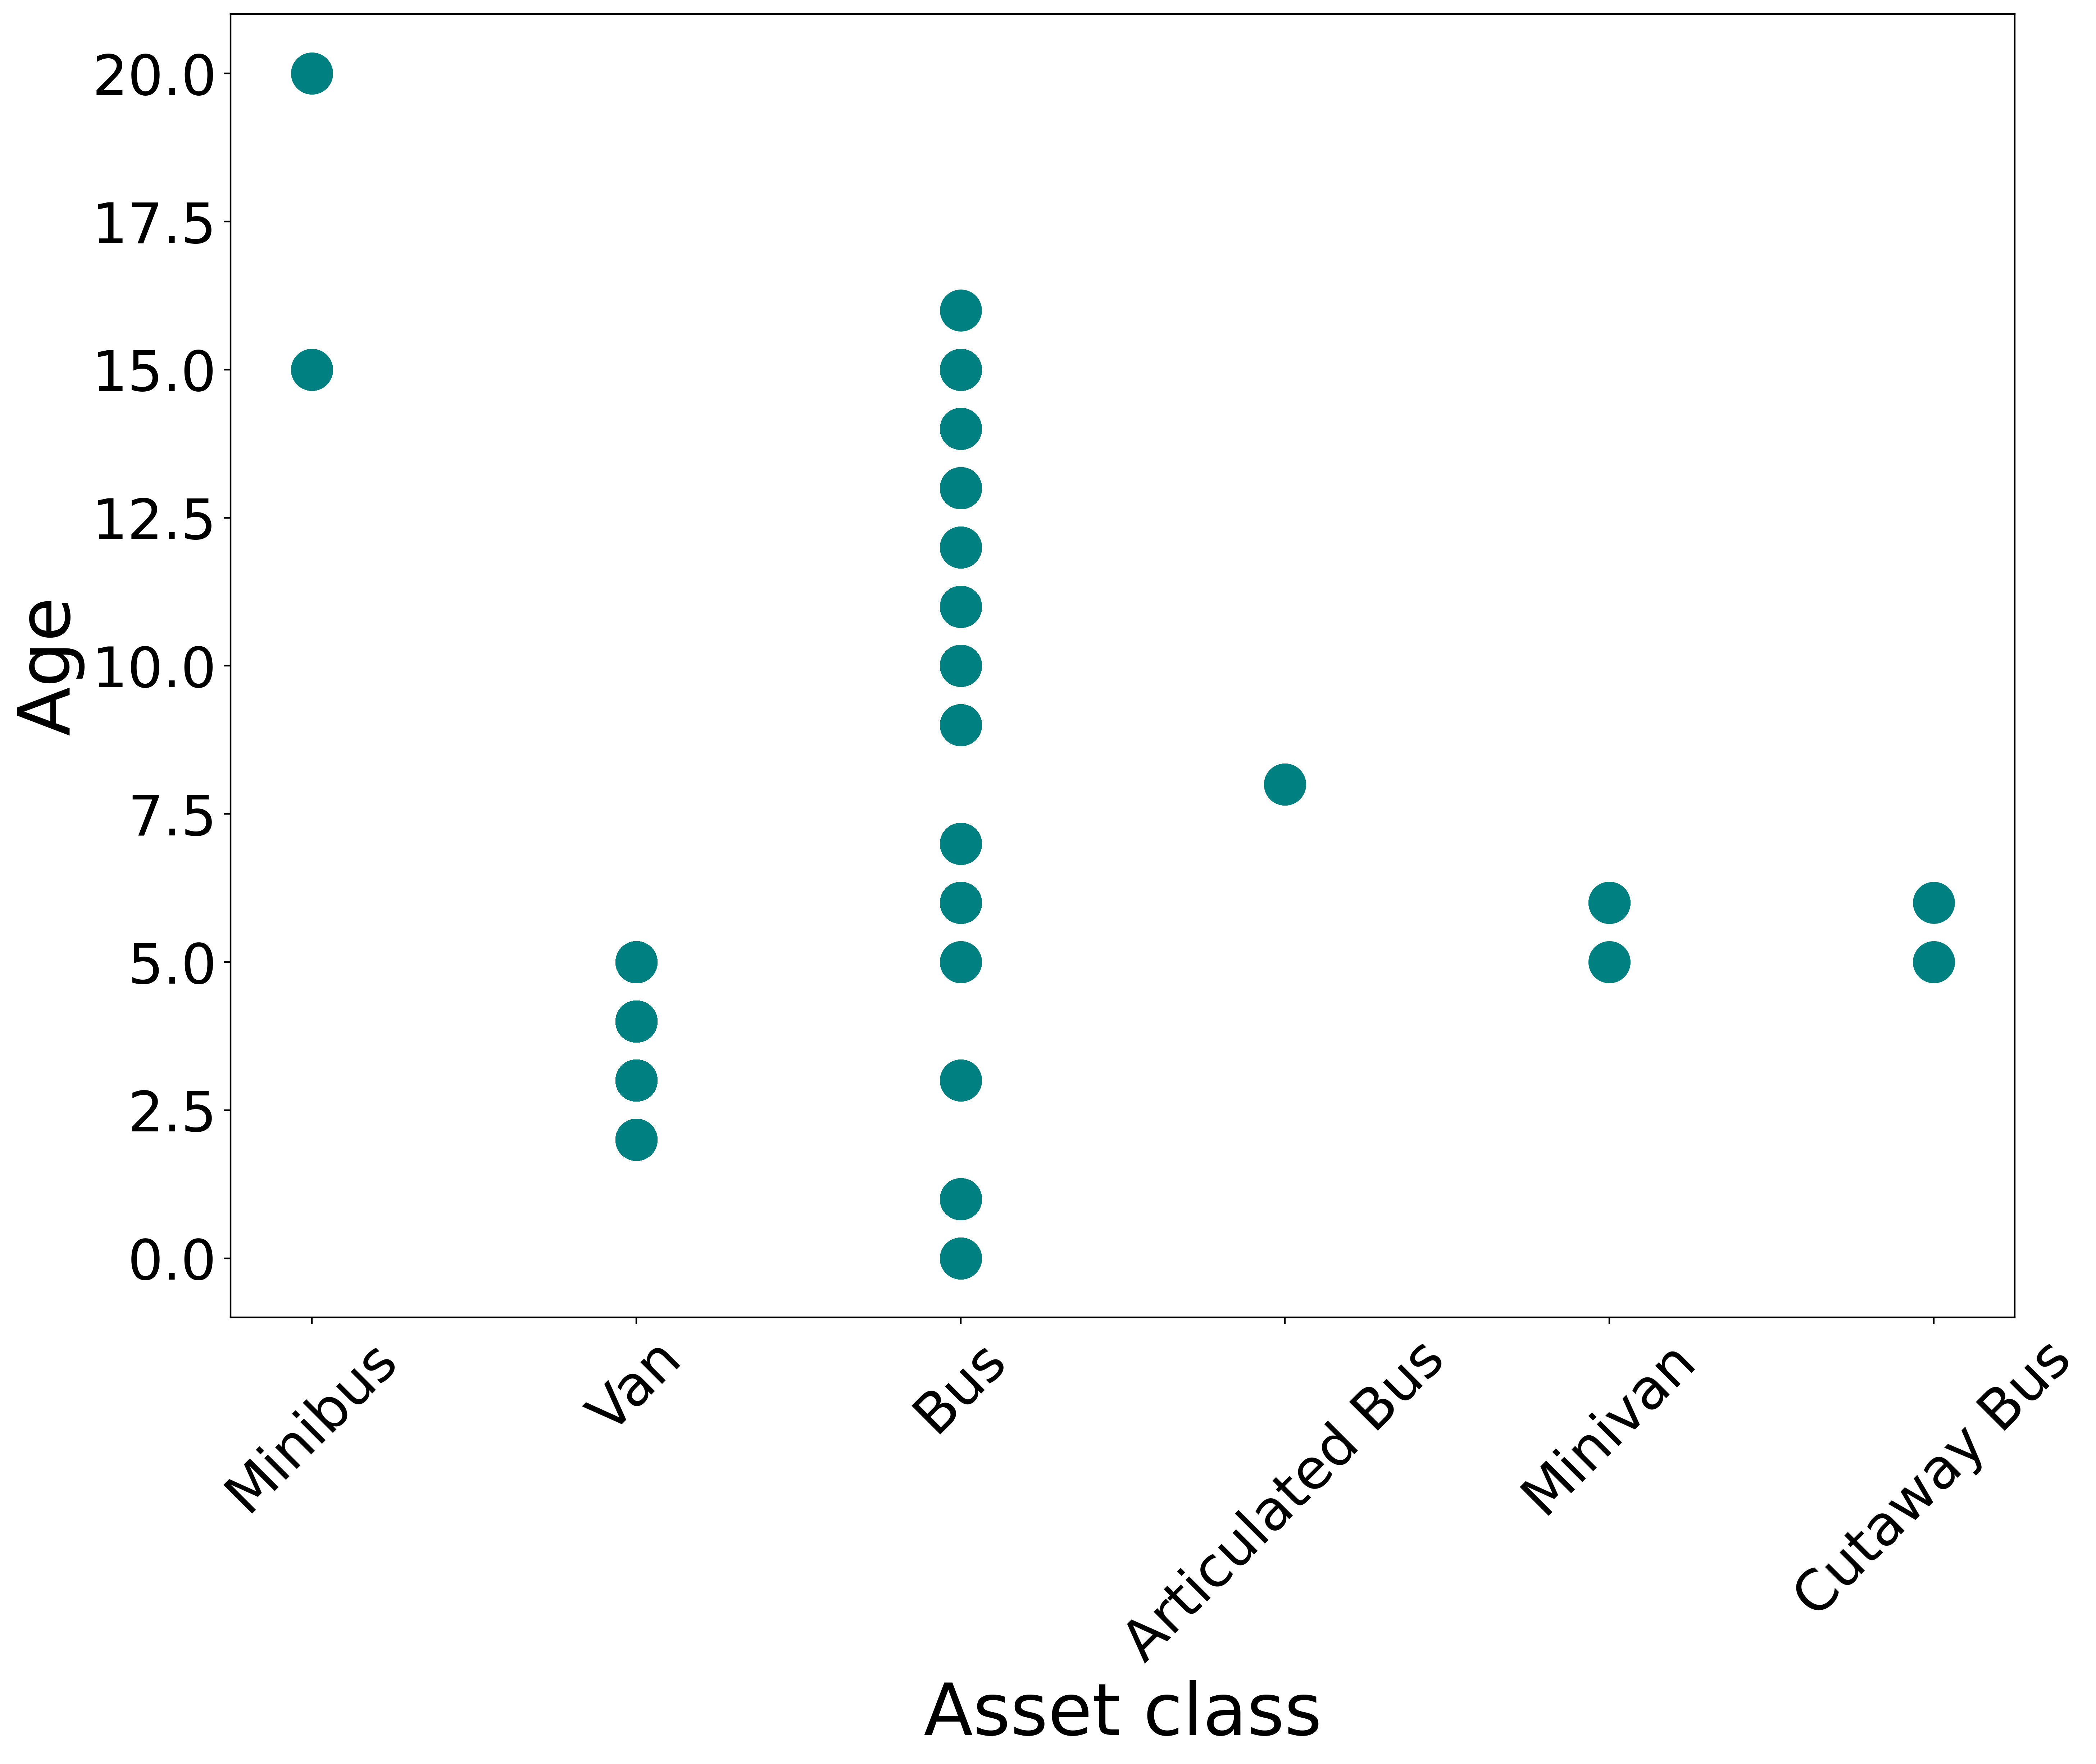 20.0
17.5
15.0
12.5
10.0
7.5
5.0
2.5
0.0
Age
Minibus
Van
Bus
Articulated Bus
Minivan
Cutaway Bus
Asset class